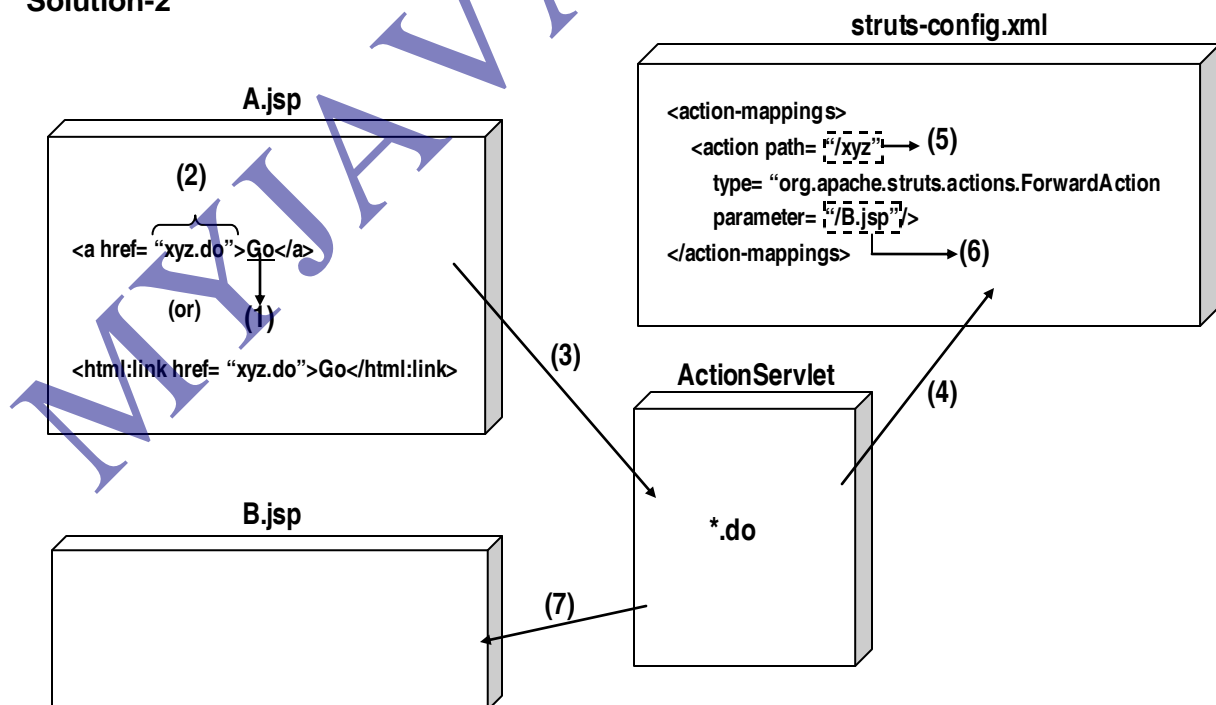 Solution-2
struts-config.xml
A.jsp
<action-mappings>
<action path= “/xyz” (5)
type= “org.apache.struts.actions.ForwardAction
parameter= “/B.jsp”/>
</action-mappings> (6)
(2)
<a href= “xyz.do”>Go</a>
(or) (1)
<html:link href= “xyz.do”>Go</html:link>
(3)
ActionServlet
(4)
*.do
B.jsp
(7)